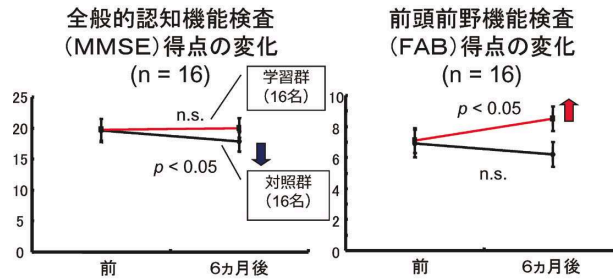 全般的認知機能検査
(MMSE)得点の変化
(n = 16)
学習群
(16名)
n.s.
p < 0.05
対照群
(16名)
25
20
15
10
5
0
前
6ヵ月後
前頭前野機能検査
(FAB)得点の変化
(n = 16)
p < 0.05
n.s.
10
8
6
4
2
0
前
6ヵ月後